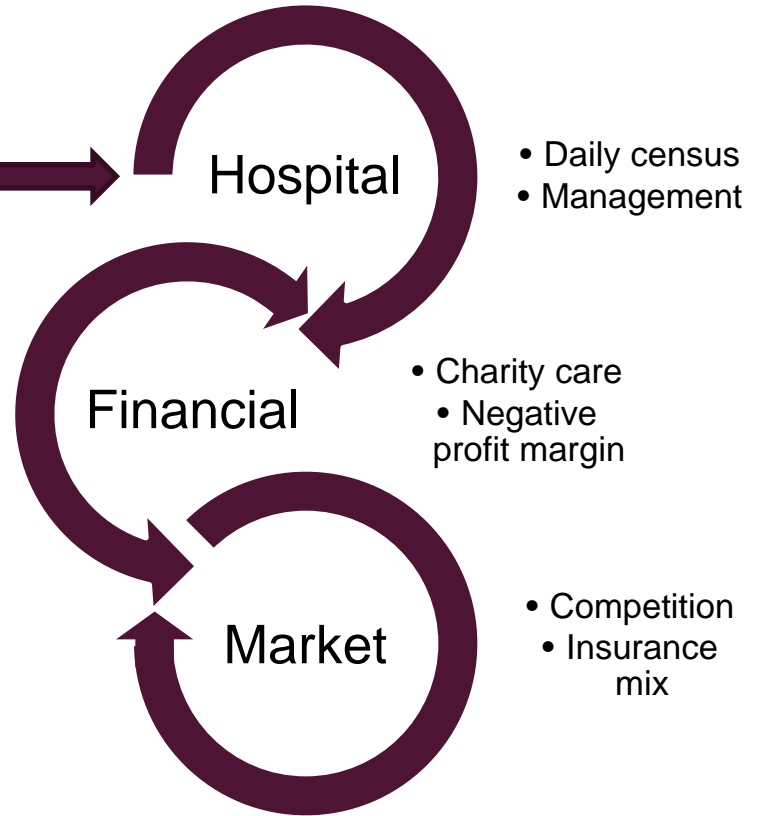 Hospital
• Daily census
• Management
Financial
• Charity care
• Negative
profit margin
Market
• Competition
• Insurance
mix